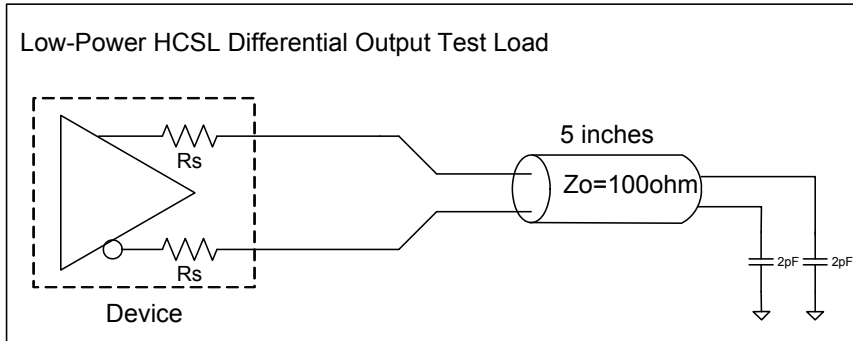 Low-Power HCSL Differential Output Test Load
Rs
5 inches
Zo=100ohm
Rs
2pF 2pF
Device